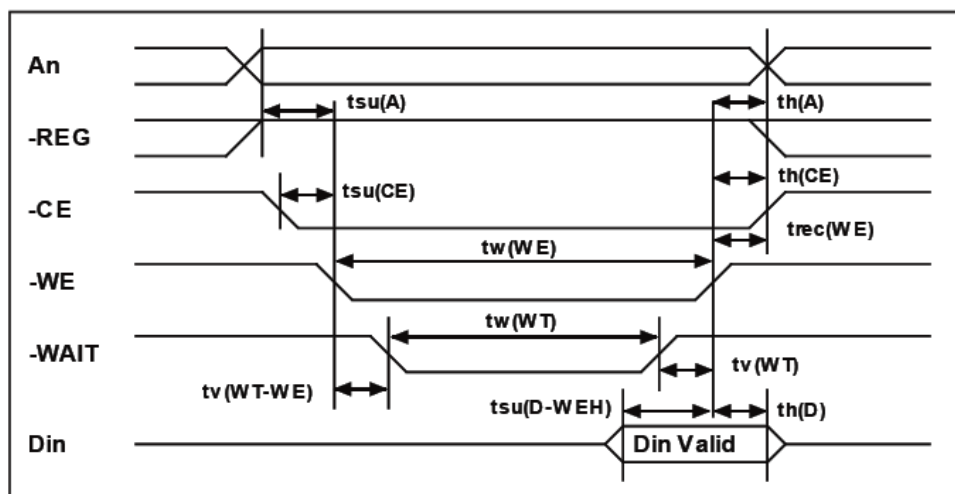 An
tsu(A)
th(A)
-REG
tsu(CE)
th(CE)
-CE
trec(WE)
tw(WE)
-WE
tw(WT)
-WAIT
tv(WT-WE)
tv(WT)
tsu(D-WEH)
th(D)
Din
Din Valid